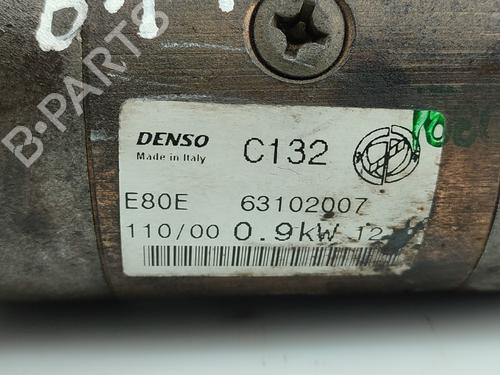 B-PARTS
DENSO C132
Made in Italy
E80E 63102007
110/00 0.9kW 12